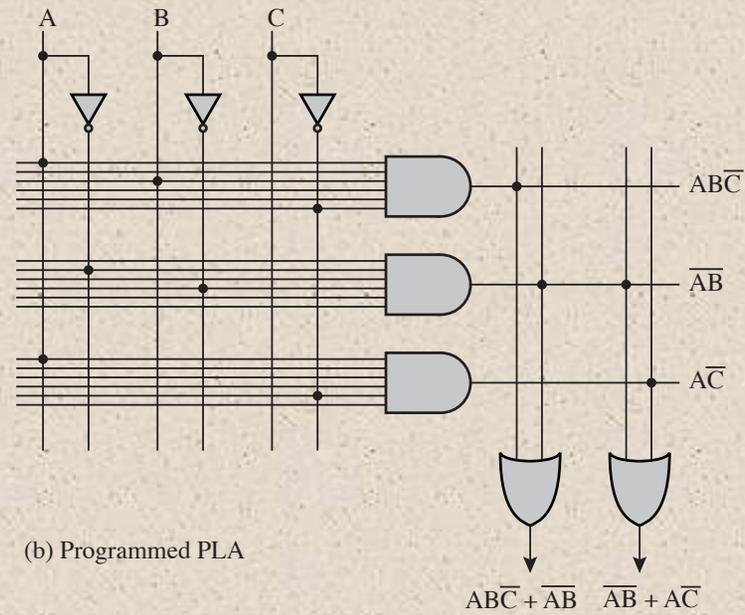 A B C
ABC̅
A̅B̅
AC̅
(b) Programmed PLA
ABC̅ + A̅B̅ A̅B̅ + AC̅